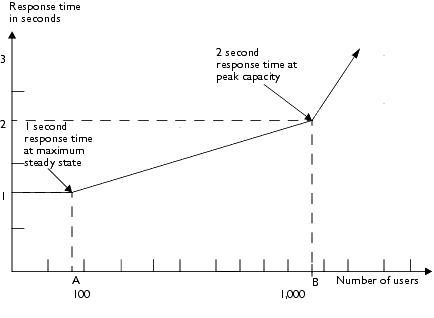 Response time
in seconds
3
2 second
response time at
peak capacity
2
1 second
response time
at maximum
steady state
1
A
B
Number of users
100
1,000